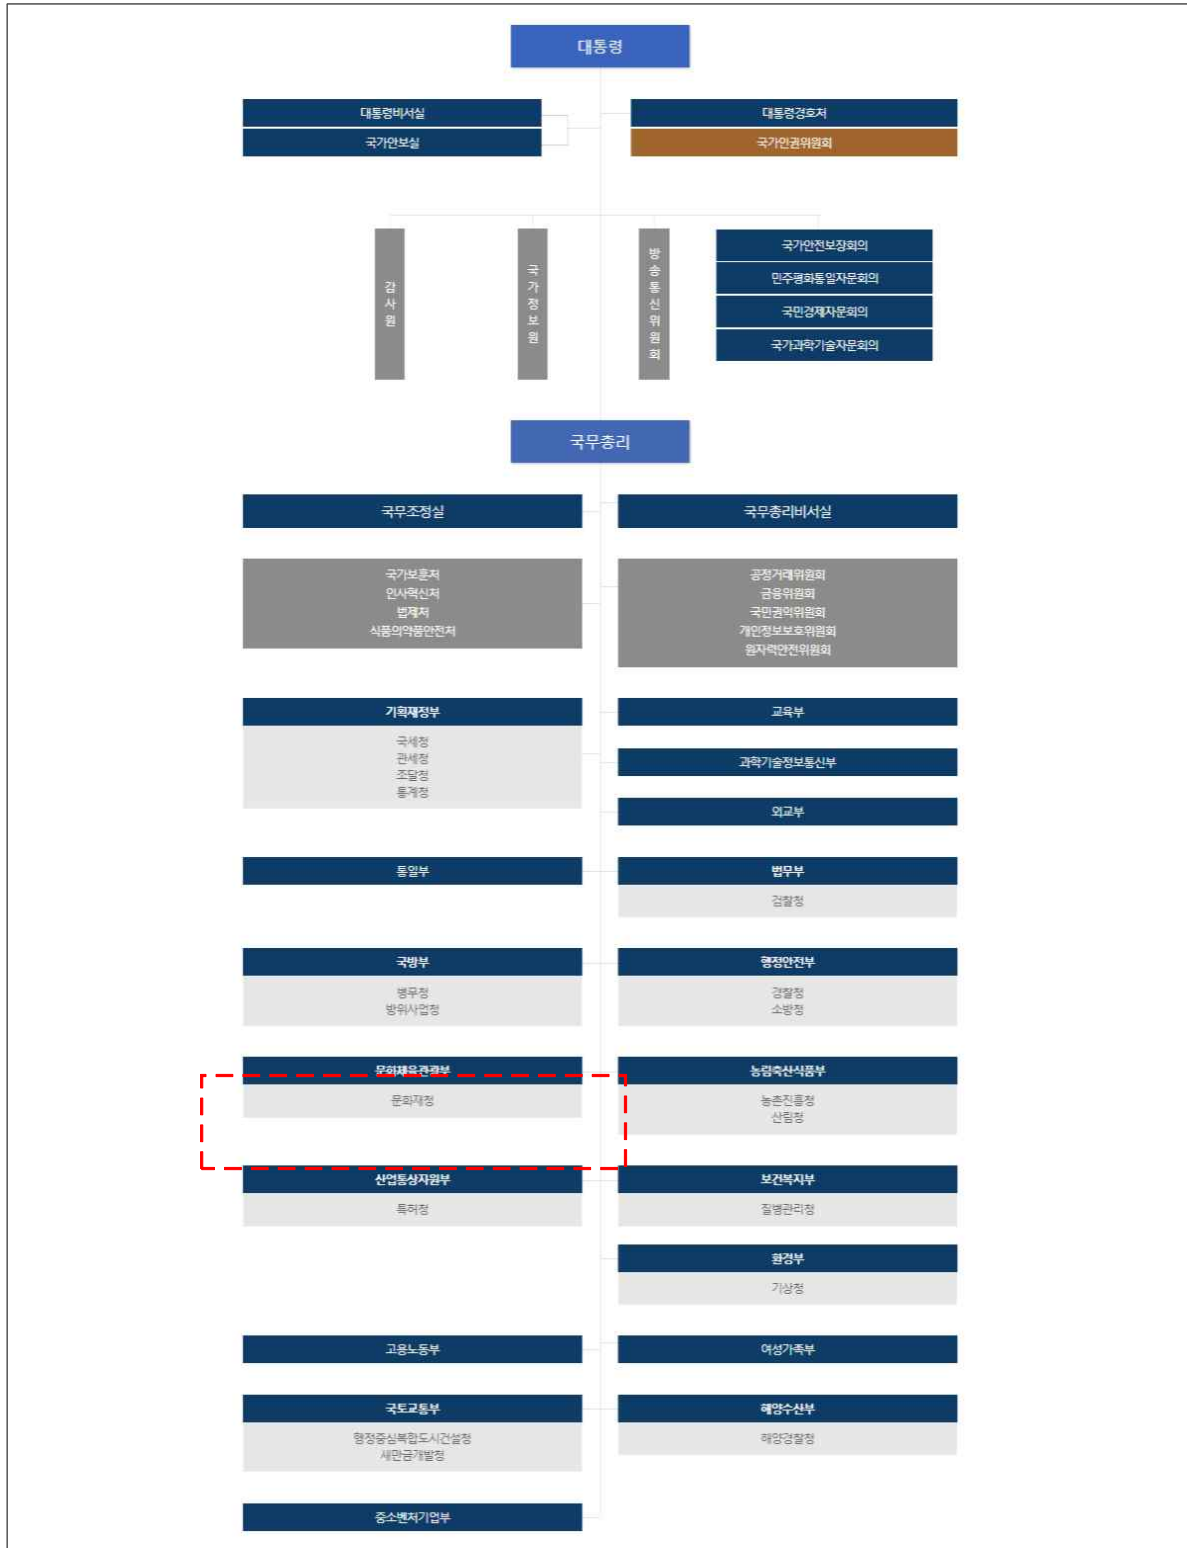 대통령
대통령비서실
국가안보실
대통령경호처
국가인권위원회
감사원
국가정보원
방송통신위원회
국가안전보장회의
민주평화통일자문회의
국민경제자문회의
국가과학기술자문회의
국무총리
국무조정실
국무총리비서실
국가보훈처
인사혁신처
법제처
식품의약품안전처
공정거래위원회
금융위원회
국민권익위원회
개인정보보호위원회
원자력안전위원회
기획재정부
국세청
관세청
조달청
통계청
교육부
과학기술정보통신부
외교부
통일부
법무부
검찰청
국방부
병무청
방위사업청
행정안전부
경찰청
소방청
문화체육관광부
문화재청
농림축산식품부
농촌진흥청
산림청
산업통상자원부
특허청
보건복지부
질병관리청
환경부
기상청
고용노동부
여성가족부
국토교통부
행정중심복합도시건설청
새만금개발청
해양수산부
해양경찰청
중소벤처기업부